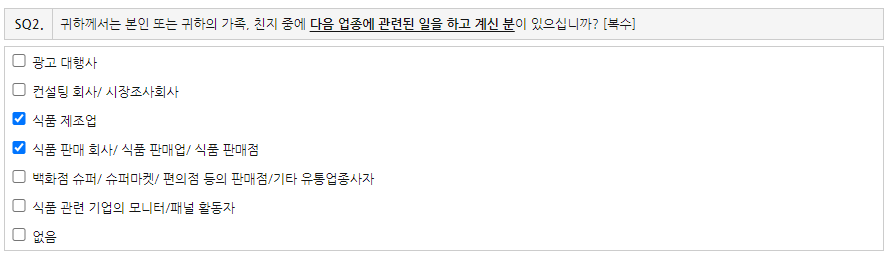 SQ2. 귀하께서는 본인 또는 귀하의 가족, 친지 중에 다음 업종에 관련된 일을 하고 계신 분이 있으십니까? [복수]
광고 대행사
컨설팅 회사/ 시장조사회사
식품 제조업
식품 판매 회사/ 식품 판매업/ 식품 판매점
백화점 슈퍼/ 슈퍼마켓/ 편의점 등의 판매점/기타 유통업종사자
식품 관련 기업의 모니터/패널 활동자
없음